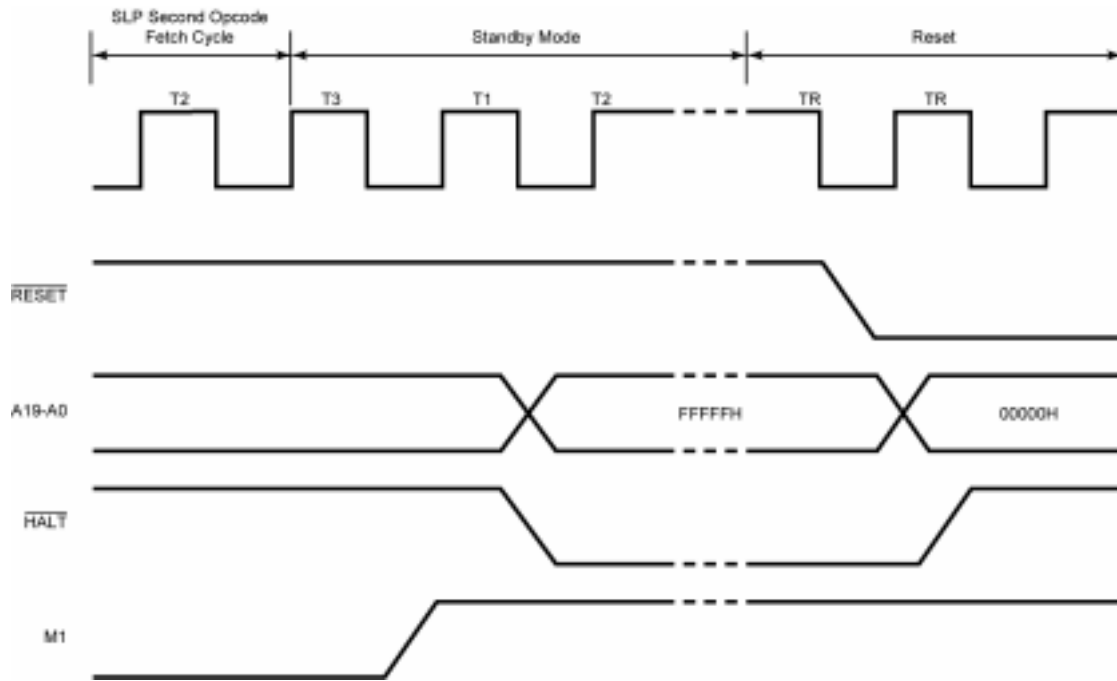 SLP Second Opcode
Fetch Cycle
Standby Mode
Reset
T2
T3
T1
T2
TR
TR
RESET
A19-A0
FFFFFH
00000H
HALT
M1